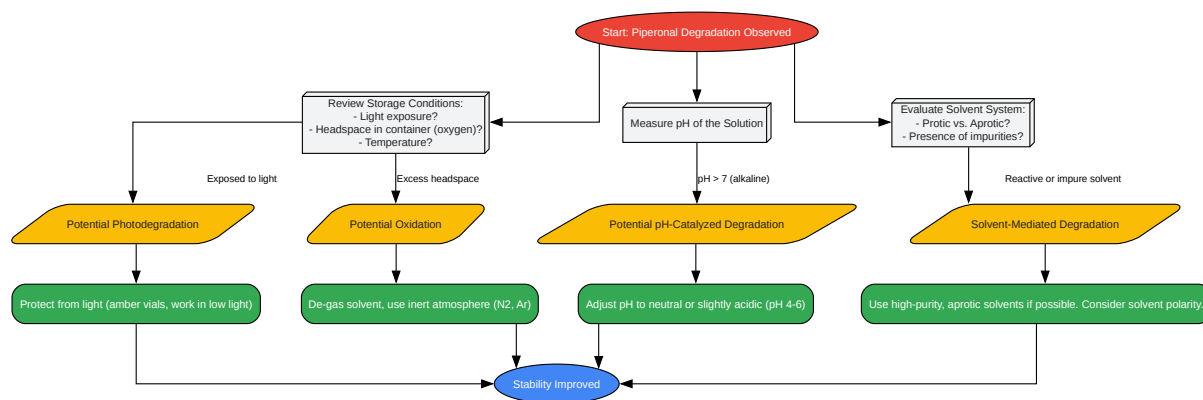 Start: Piperonal Degradation Observed
Review Storage Conditions:
- Light exposure?
- Headspace in container (oxygen)?
- Temperature?
Measure pH of the Solution
Evaluate Solvent System:
- Protic vs. Aprotic?
- Presence of impurities?
Exposed to light
Excess headspace
pH > 7 (alkaline)
Reactive or impure solvent
Potential Photodegradation
Potential Oxidation
Potential pH-Catalyzed Degradation
Solvent-Mediated Degradation
Protect from light (amber vials, work in low light)
De-gas solvent, use inert atmosphere (N2, Ar)
Adjust pH to neutral or slightly acidic (pH 4-6)
Use high-purity, aprotic solvents if possible. Consider solvent polarity.
Stability Improved